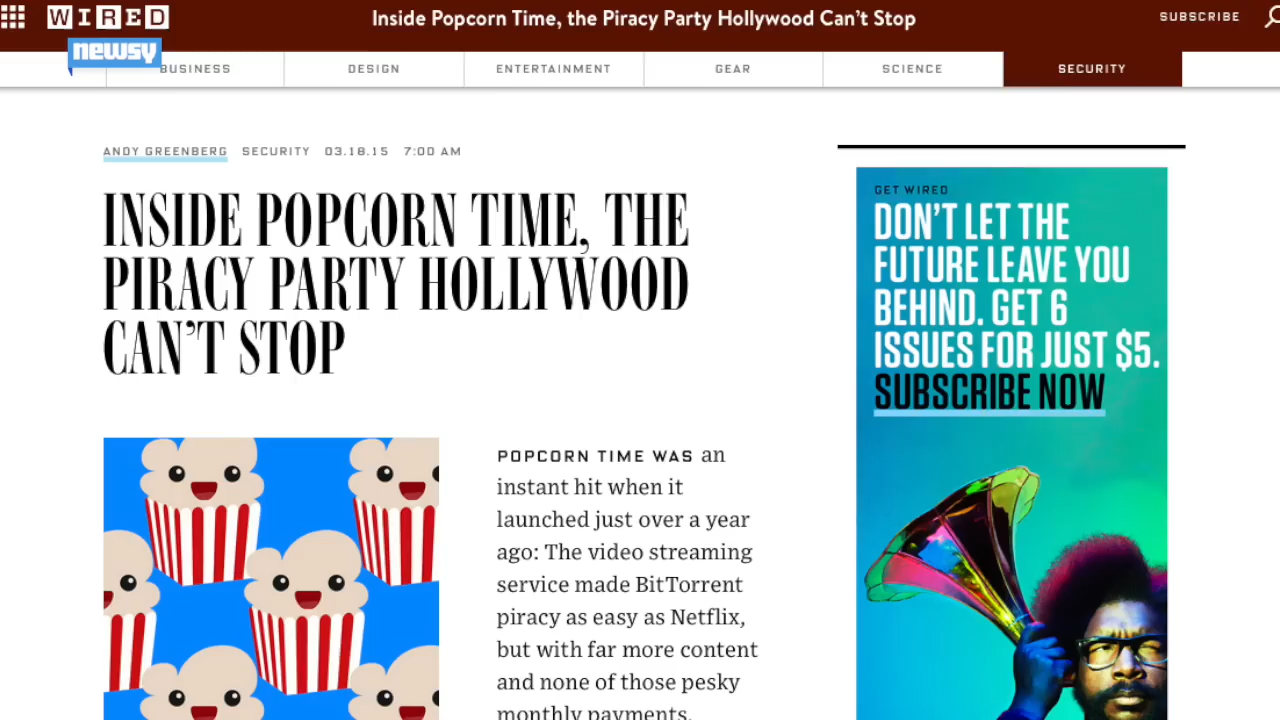 WIRED
Inside Popcorn Time, the Piracy Party Hollywood Can't Stop
SUBSCRIBE
newsy
BUSINESS
DESIGN
ENTERTAINMENT
GEAR
SCIENCE
SECURITY
ANDY GREENBERG SECURITY 03.18.15 7:00 AM
INSIDE POPCORN TIME, THE
PIRACY PARTY HOLLYWOOD
CAN'T STOP
POPCORN TIME WAS an
instant hit when it
launched just over a year
ago: The video streaming
service made BitTorrent
piracy as easy as Netflix,
but with far more content
and none of those pesky
monthly payments.
GET WIRED
DON'T LET THE
FUTURE LEAVE YOU
BEHIND. GET 6
ISSUES FOR JUST $5.
SUBSCRIBE NOW